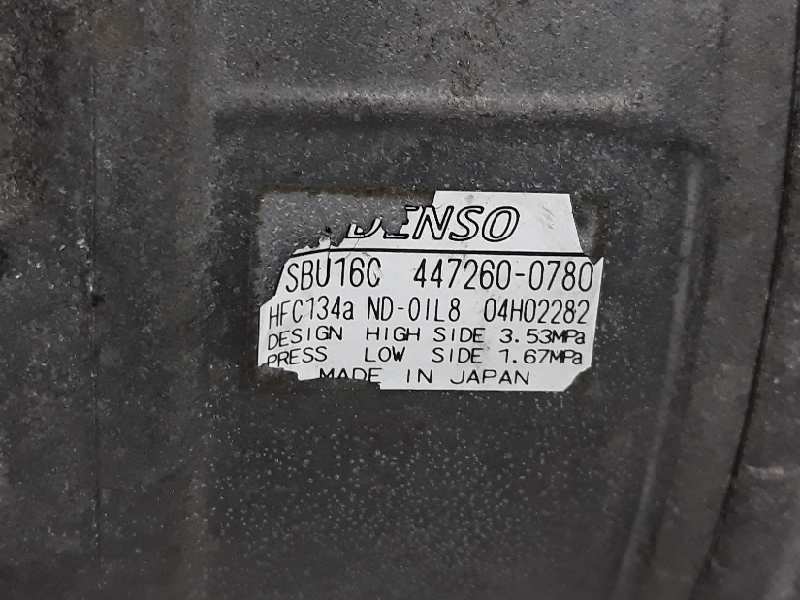 DENSO
SBU16C 447260-0780
HFC134a ND-OIL8 04H02282
DESIGN HIGH SIDE 3.53MPa
PRESS LOW SIDE 1.67MPa
MADE IN JAPAN